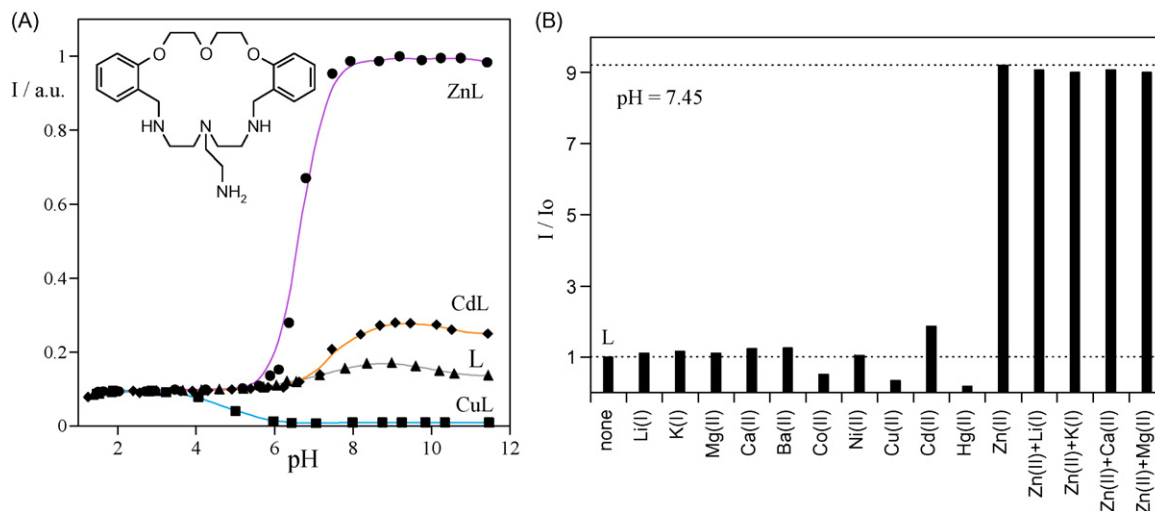 (A)
I / a.u.
1
0.8
0.6
0.4
0.2
0
2
4
6
8
10
12
pH
ZnL
CdL
L
CuL
O
O
O
NH
N
HN
NH2
(B)
I / Io
9
7
5
3
1
pH = 7.45
L
none
Li(I)
K(I)
Mg(II)
Ca(II)
Ba(II)
Co(II)
Ni(II)
Cu(II)
Cd(II)
Hg(II)
Zn(II)
Zn(II)+Li(I)
Zn(II)+K(I)
Zn(II)+Ca(II)
Zn(II)+Mg(II)